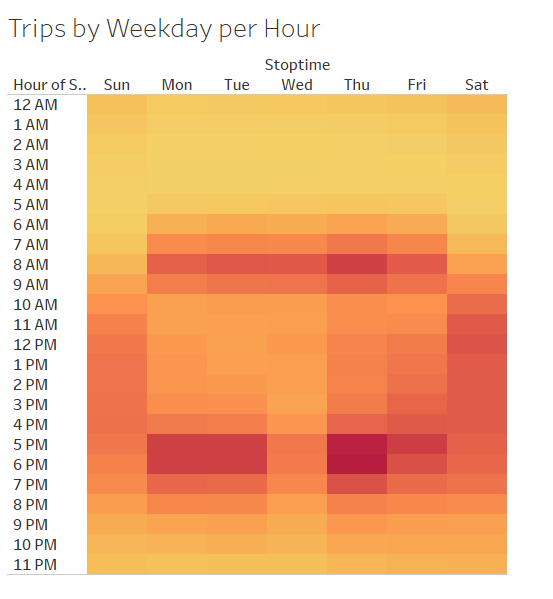 Trips by Weekday per Hour
Stoptime
Hour of S.. Sun Mon Tue Wed Thu Fri Sat
12 AM
1 AM
2 AM
3 AM
4 AM
5 AM
6 AM
7 AM
8 AM
9 AM
10 AM
11 AM
12 PM
1 PM
2 PM
3 PM
4 PM
5 PM
6 PM
7 PM
8 PM
9 PM
10 PM
11 PM